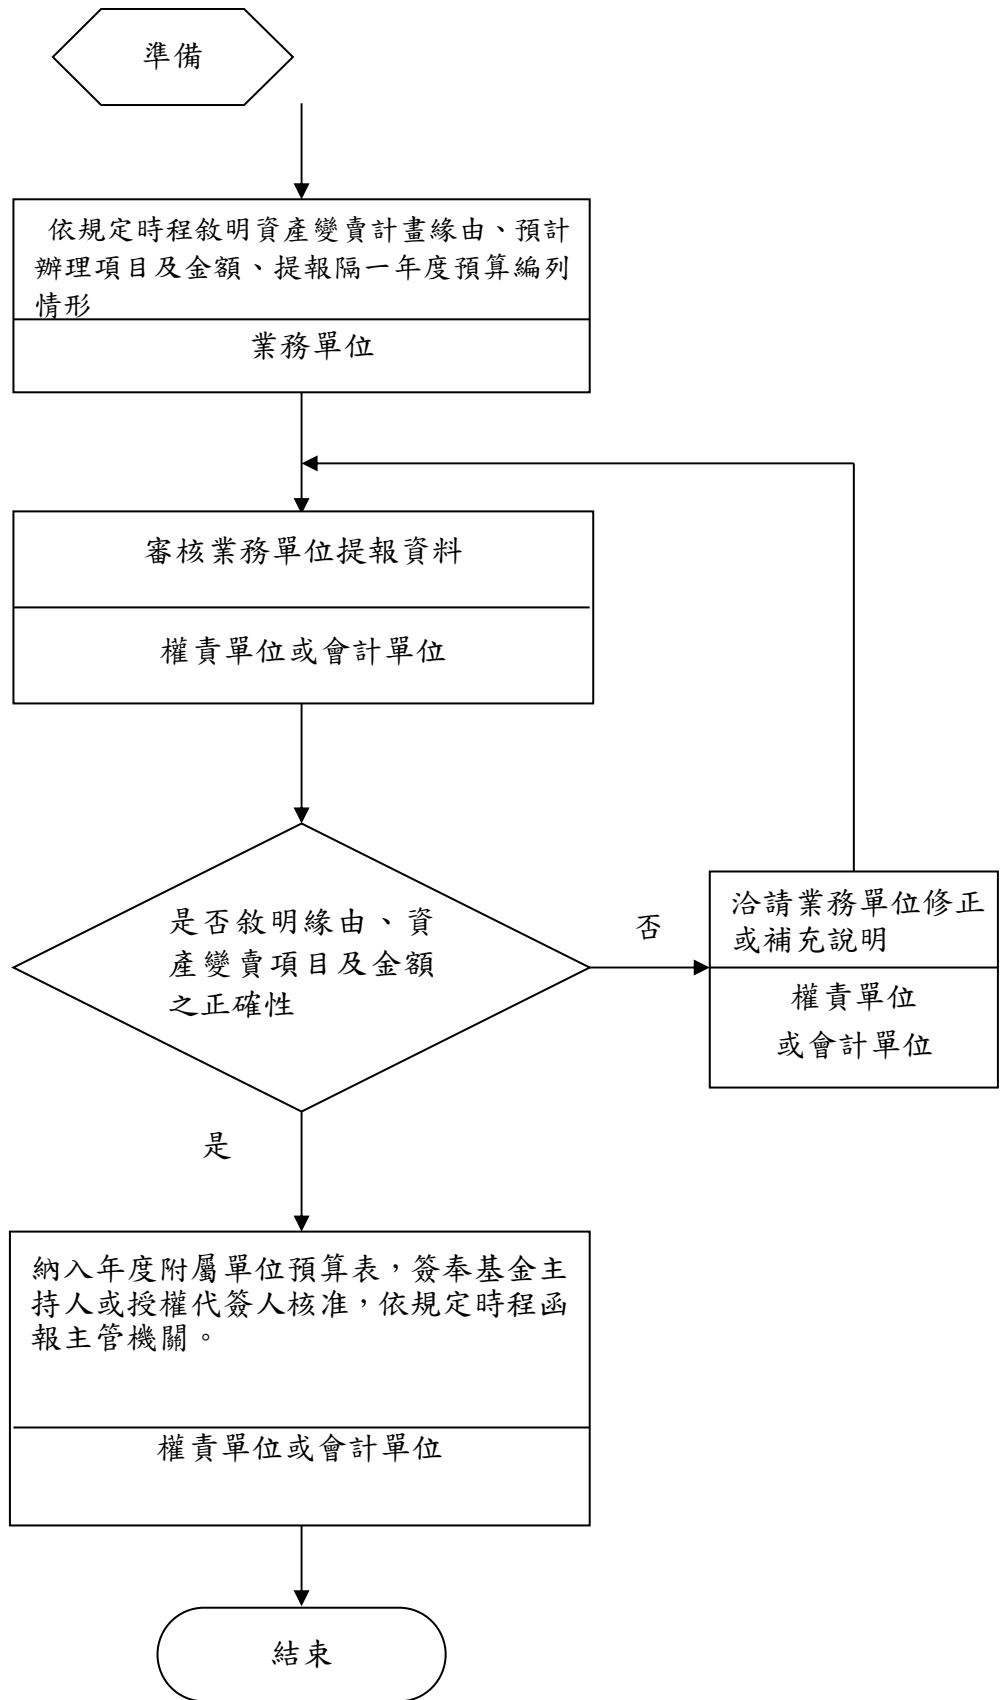 準備
依規定時程敘明資產變賣計畫緣由、預計
辦理項目及金額、提報隔一年度預算編列
情形
業務單位
審核業務單位提報資料
權責單位或會計單位
是否敘明緣由、資
產變賣項目及金額
之正確性
否
洽請業務單位修正
或補充說明
權責單位
或會計單位
是
納入年度附屬單位預算表，簽奉基金主
持人或授權代簽人核准，依規定時程函
報主管機關。
權責單位或會計單位
結束